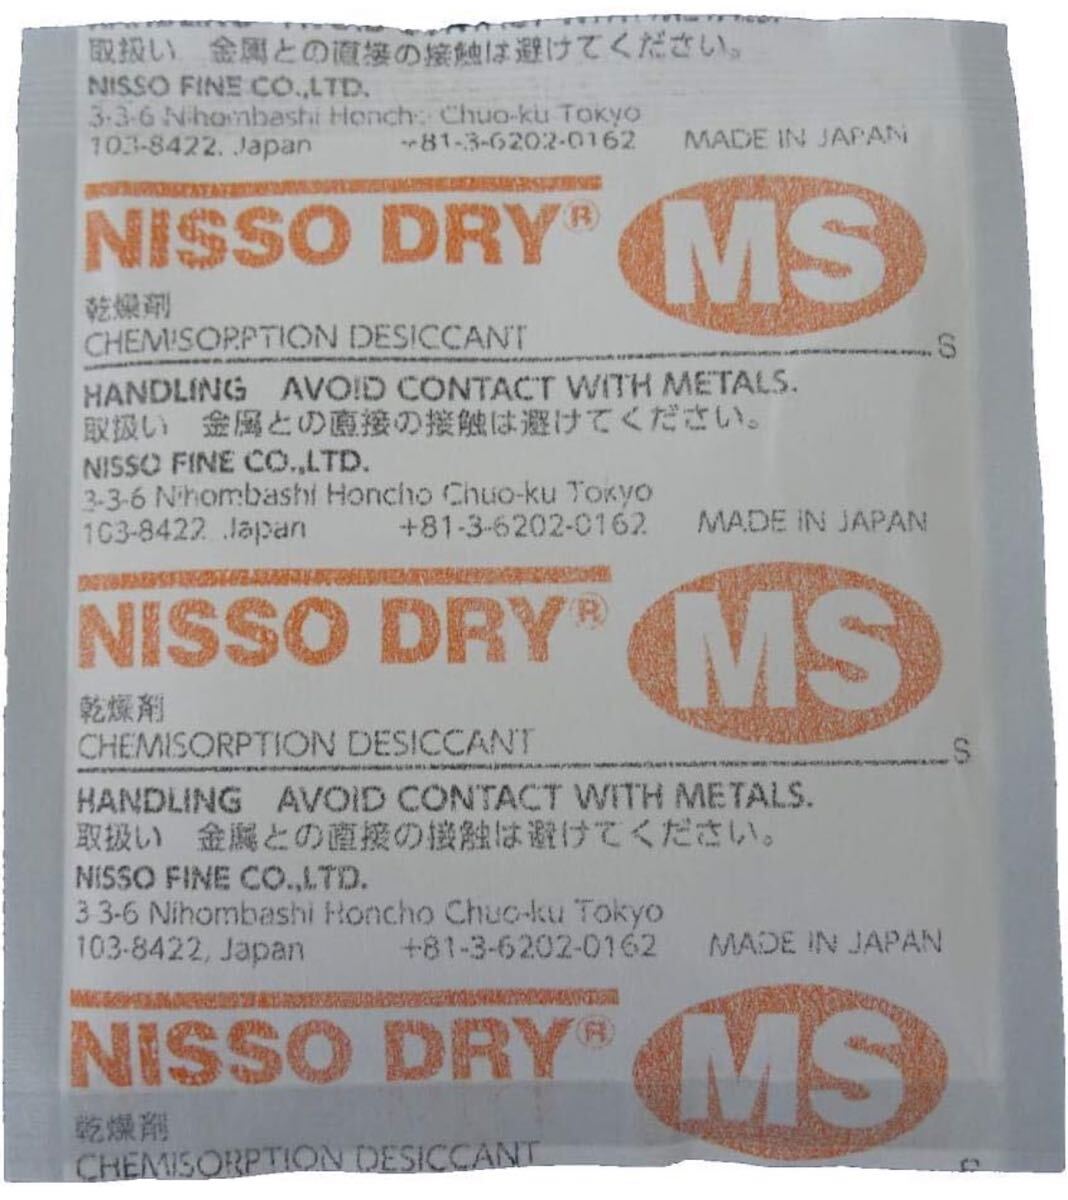 取扱い 金属との直接の接触は避けてください。
NISSO FINE CO.,LTD.
3-3-6 Nihombashi Honcho Chuo-ku Tokyo
103-8422, Japan +81-3-6202-0162 MADE IN JAPAN
NISSO DRY® MS
乾燥剤
CHEMISORPTION DESICCANT
S
HANDLING AVOID CONTACT WITH METALS.
取扱い 金属との直接の接触は避けてください。
NISSO FINE CO.,LTD.
3-3-6 Nihombashi Honcho Chuo-ku Tokyo
103-8422, Japan +81-3-6202-0162 MADE IN JAPAN
NISSO DRY® MS
乾燥剤
CHEMISORPTION DESICCANT
S
HANDLING AVOID CONTACT WITH METALS.
取扱い 金属との直接の接触は避けてください。
NISSO FINE CO.,LTD.
3-3-6 Nihombashi Honcho Chuo-ku Tokyo
103-8422, Japan +81-3-6202-0162 MADE IN JAPAN
NISSO DRY® MS
乾燥剤
CHEMISORPTION DESICCANT